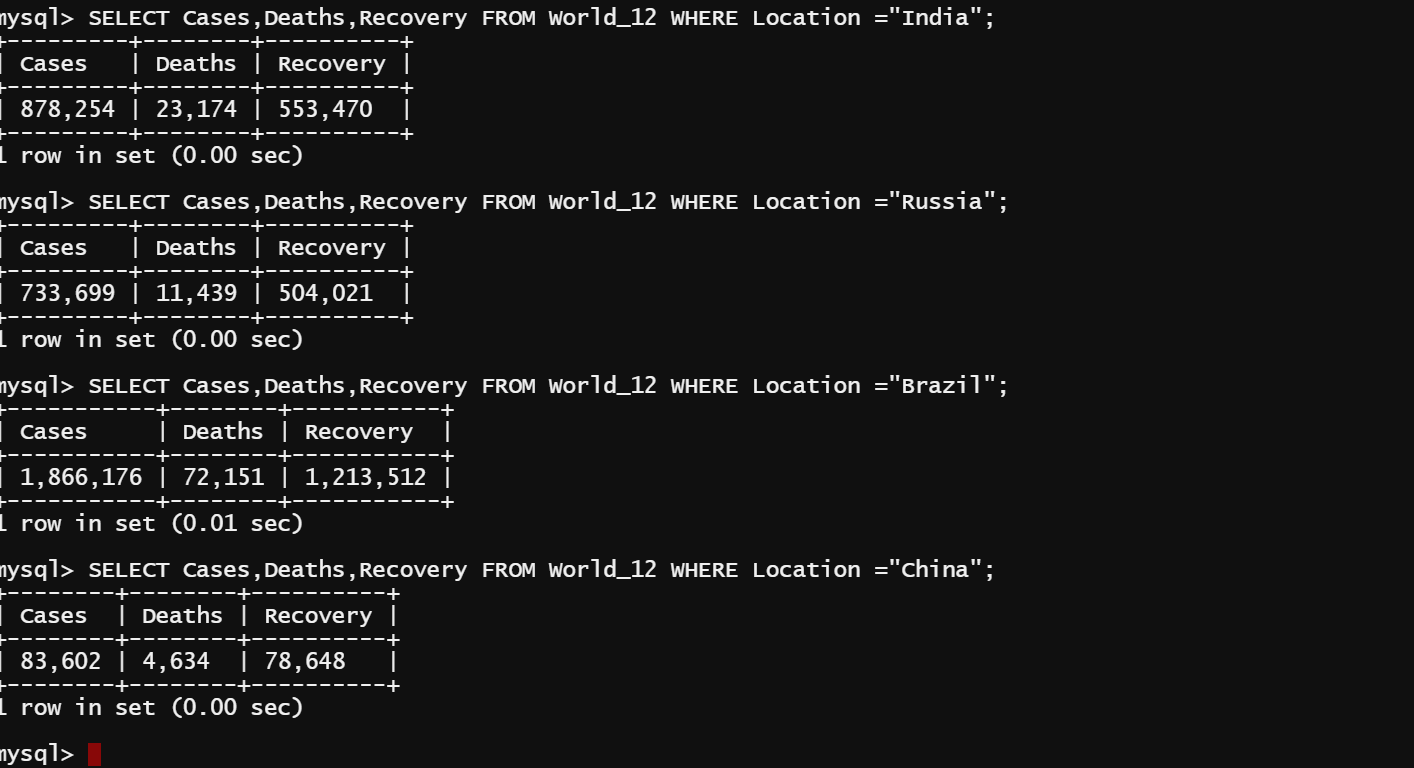 mysql> SELECT Cases,Deaths,Recovery FROM World_12 WHERE Location ="India";
+---------+--------+----------+
| Cases   | Deaths | Recovery |
+---------+--------+----------+
| 878,254 | 23,174 | 553,470  |
+---------+--------+----------+
1 row in set (0.00 sec)

mysql> SELECT Cases,Deaths,Recovery FROM World_12 WHERE Location ="Russia";
+---------+--------+----------+
| Cases   | Deaths | Recovery |
+---------+--------+----------+
| 733,699 | 11,439 | 504,021  |
+---------+--------+----------+
1 row in set (0.00 sec)

mysql> SELECT Cases,Deaths,Recovery FROM World_12 WHERE Location ="Brazil";
+-----------+--------+-----------+
| Cases     | Deaths | Recovery  |
+-----------+--------+-----------+
| 1,866,176 | 72,151 | 1,213,512 |
+-----------+--------+-----------+
1 row in set (0.01 sec)

mysql> SELECT Cases,Deaths,Recovery FROM World_12 WHERE Location ="China";
+--------+--------+----------+
| Cases  | Deaths | Recovery |
+--------+--------+----------+
| 83,602 | 4,634  | 78,648   |
+--------+--------+----------+
1 row in set (0.00 sec)

mysql>